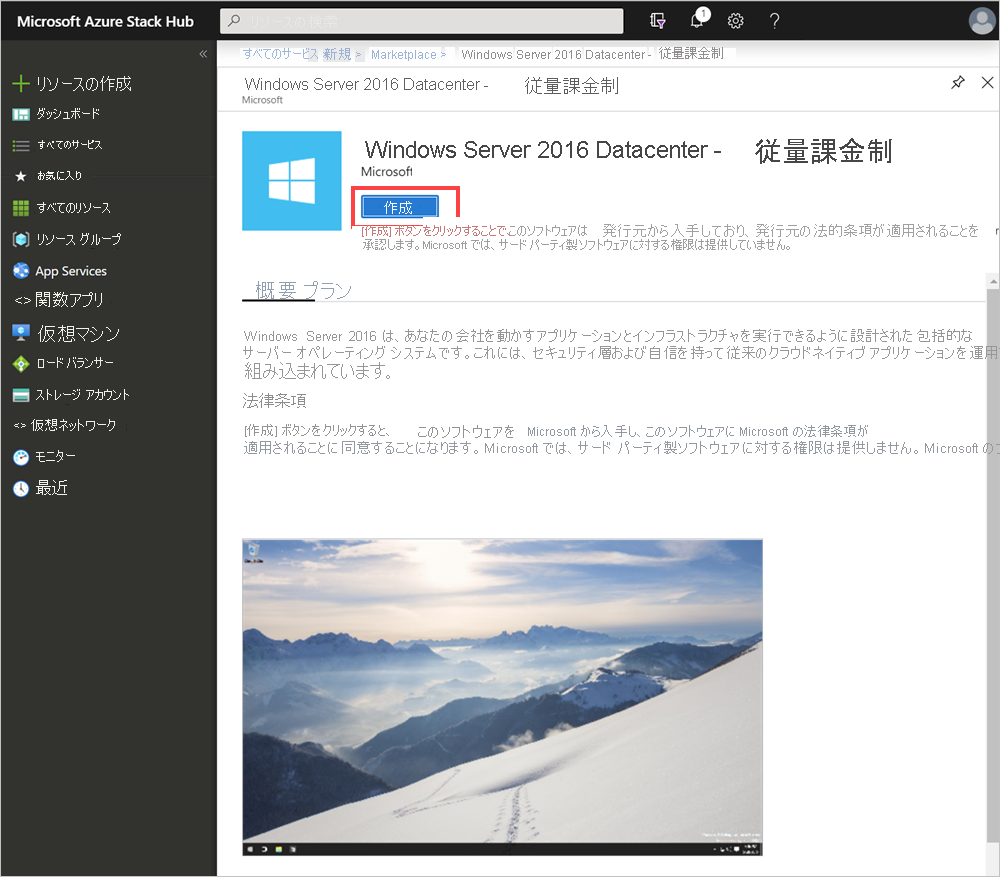 Microsoft Azure Stack Hub
リソースの検索
1
?
«
すべてのサービス 新規 > Marketplace > Windows Server 2016 Datacenter - 従量課金制
リソースの作成
ダッシュボード
すべてのサービス
お気に入り
すべてのリソース
リソース グループ
App Services
<> 関数アプリ
仮想マシン
ロード バランサー
ストレージ アカウント
<> 仮想ネットワーク
モニター
最近
Windows Server 2016 Datacenter - 従量課金制
Microsoft
Windows Server 2016 Datacenter - 従量課金制
Microsoft
作成
[作成] ボタンをクリックすることでこのソフトウェアは 発行元から入手しており、発行元の法的条項が適用されることを
承認します。Microsoft では、サード パーティ製ソフトウェアに対する権限は提供していません。
概要 プラン
Windows Server 2016 は、あなたの会社を動かすアプリケーションとインフラストラクチャを実行できるように設計された 包括的な
サーバー オペレーティング システムです。これには、セキュリティ層および自信を持って従来のクラウドネイティブ アプリケーションを運用
組み込まれています。
法律条項
[作成] ボタンをクリックすると、 このソフトウェアを Microsoft から入手し、このソフトウェアに Microsoft の法律条項が
適用されることに同意することになります。Microsoft では、サード パーティ製ソフトウェアに対する権限は提供しません。Microsoft の